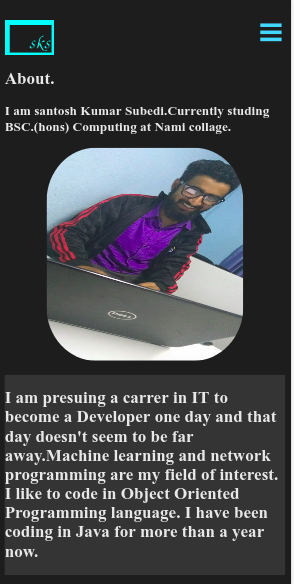 sks
About.
I am santosh Kumar Subedi.Currently studing
BSC.(hons) Computing at Nami collage.
DELL
I am presuing a carrer in IT to
become a Developer one day and that
day doesn't seem to be far
away.Machine learning and network
programming are my field of interest.
I like to code in Object Oriented
Programming language. I have been
coding in Java for more than a year
now.